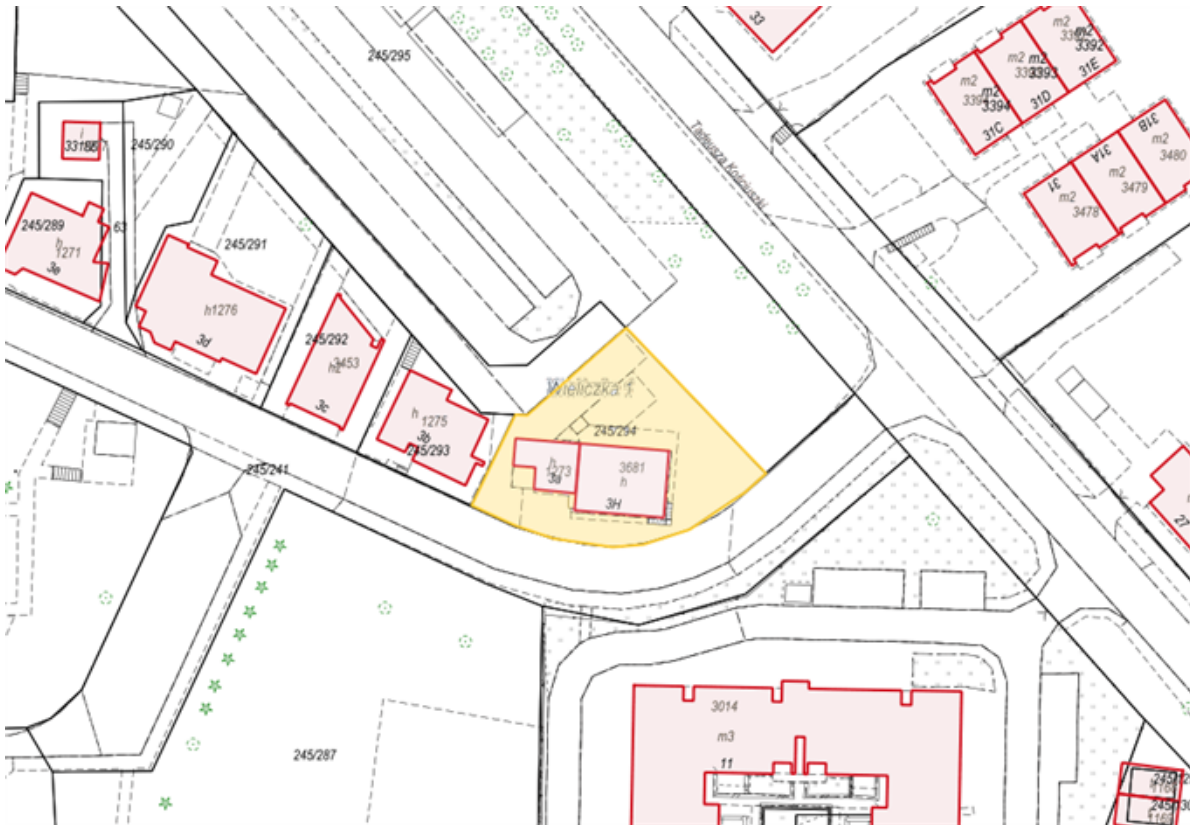 33
m2
3392
31E
m2
3393
31D
m2
3394
31C
31B
m2
3480
31A
m2
3479
31
m2
3478
245/295
245/290
Tadeusza Kościuszki
245/289
h
1271
3e
63
245/291
h1276
3d
245/292
3453
3c
h
1275
3b
245/293
Wieliczka 1
245/294
h
1273
3a
3681
h
3H
245/241
27
245/287
3014
m3
11